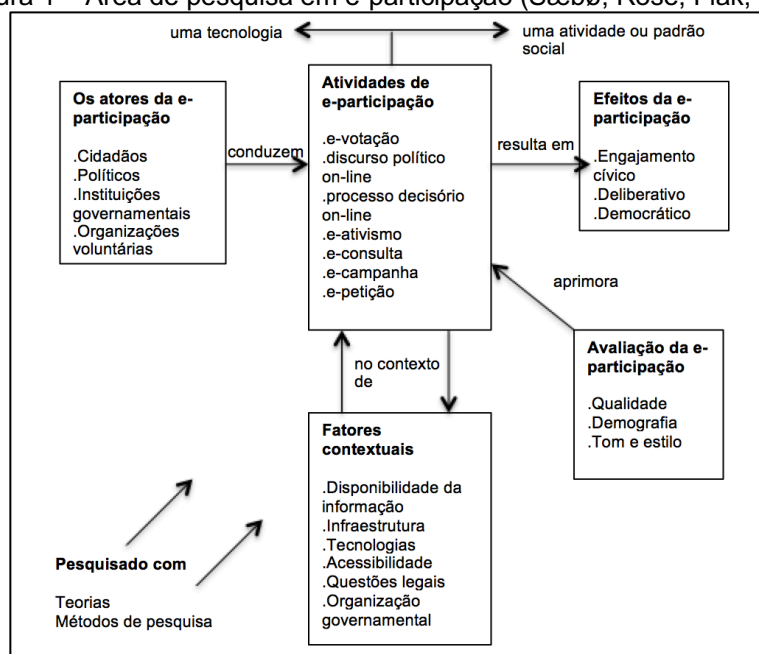 ura 1 – Área de pesquisa em e-participação (Sæbø, Rose, Flak,
uma tecnologia
uma atividade ou padrão
social
Os atores da e-
participação
.Cidadãos
.Políticos
.Instituições
governamentais
.Organizações
voluntárias
conduzem
Atividades de
e-participação
.e-votação
.discurso político
on-line
.processo decisório
on-line
.e-ativismo
.e-consulta
.e-campanha
.e-petição
resulta em
Efeitos da e-
participação
.Engajamento
cívico
.Deliberativo
.Democrático
aprimora
Avaliação da e-
participação
.Qualidade
.Demografia
.Tom e estilo
no contexto
de
Fatores
contextuais
.Disponibilidade da
informação
.Infraestrutura
.Tecnologias
.Acessibilidade
.Questões legais
.Organização
governamental
Pesquisado com
Teorias
Métodos de pesquisa